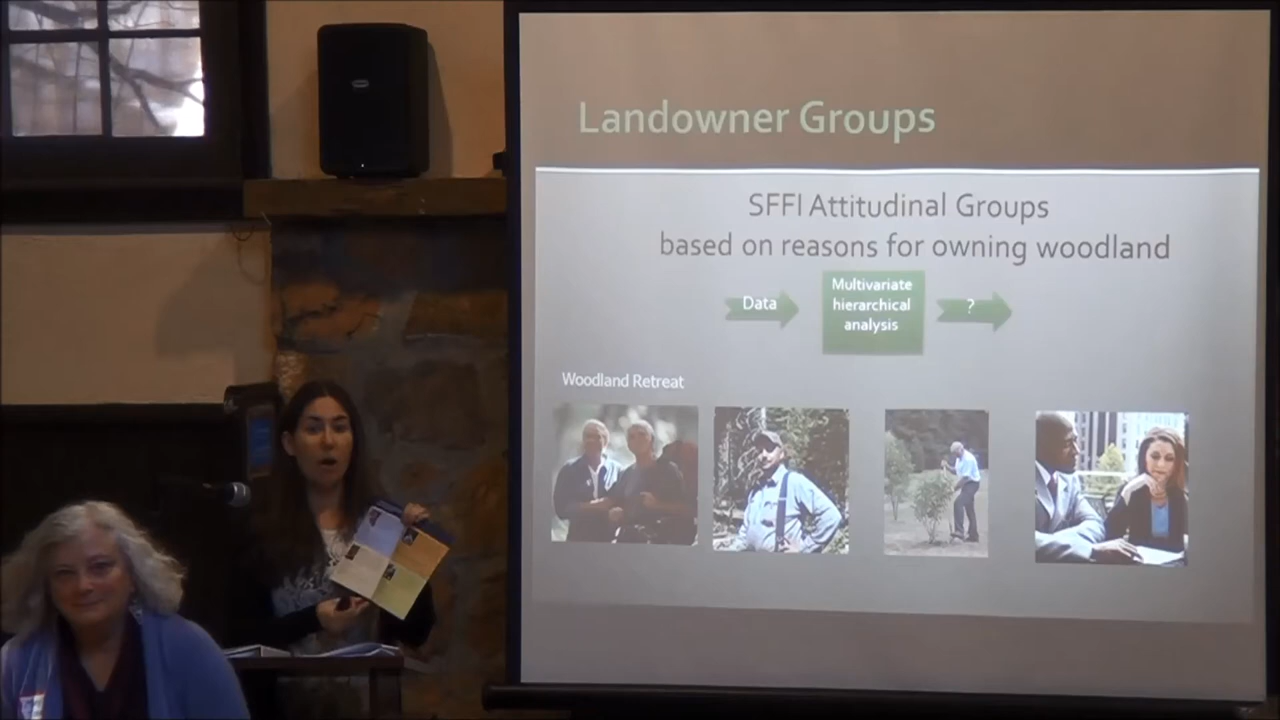 Landowner Groups
SFFI Attitudinal Groups
based on reasons for owning woodland
Data
Multivariate
hierarchical
analysis
?
Woodland Retreat